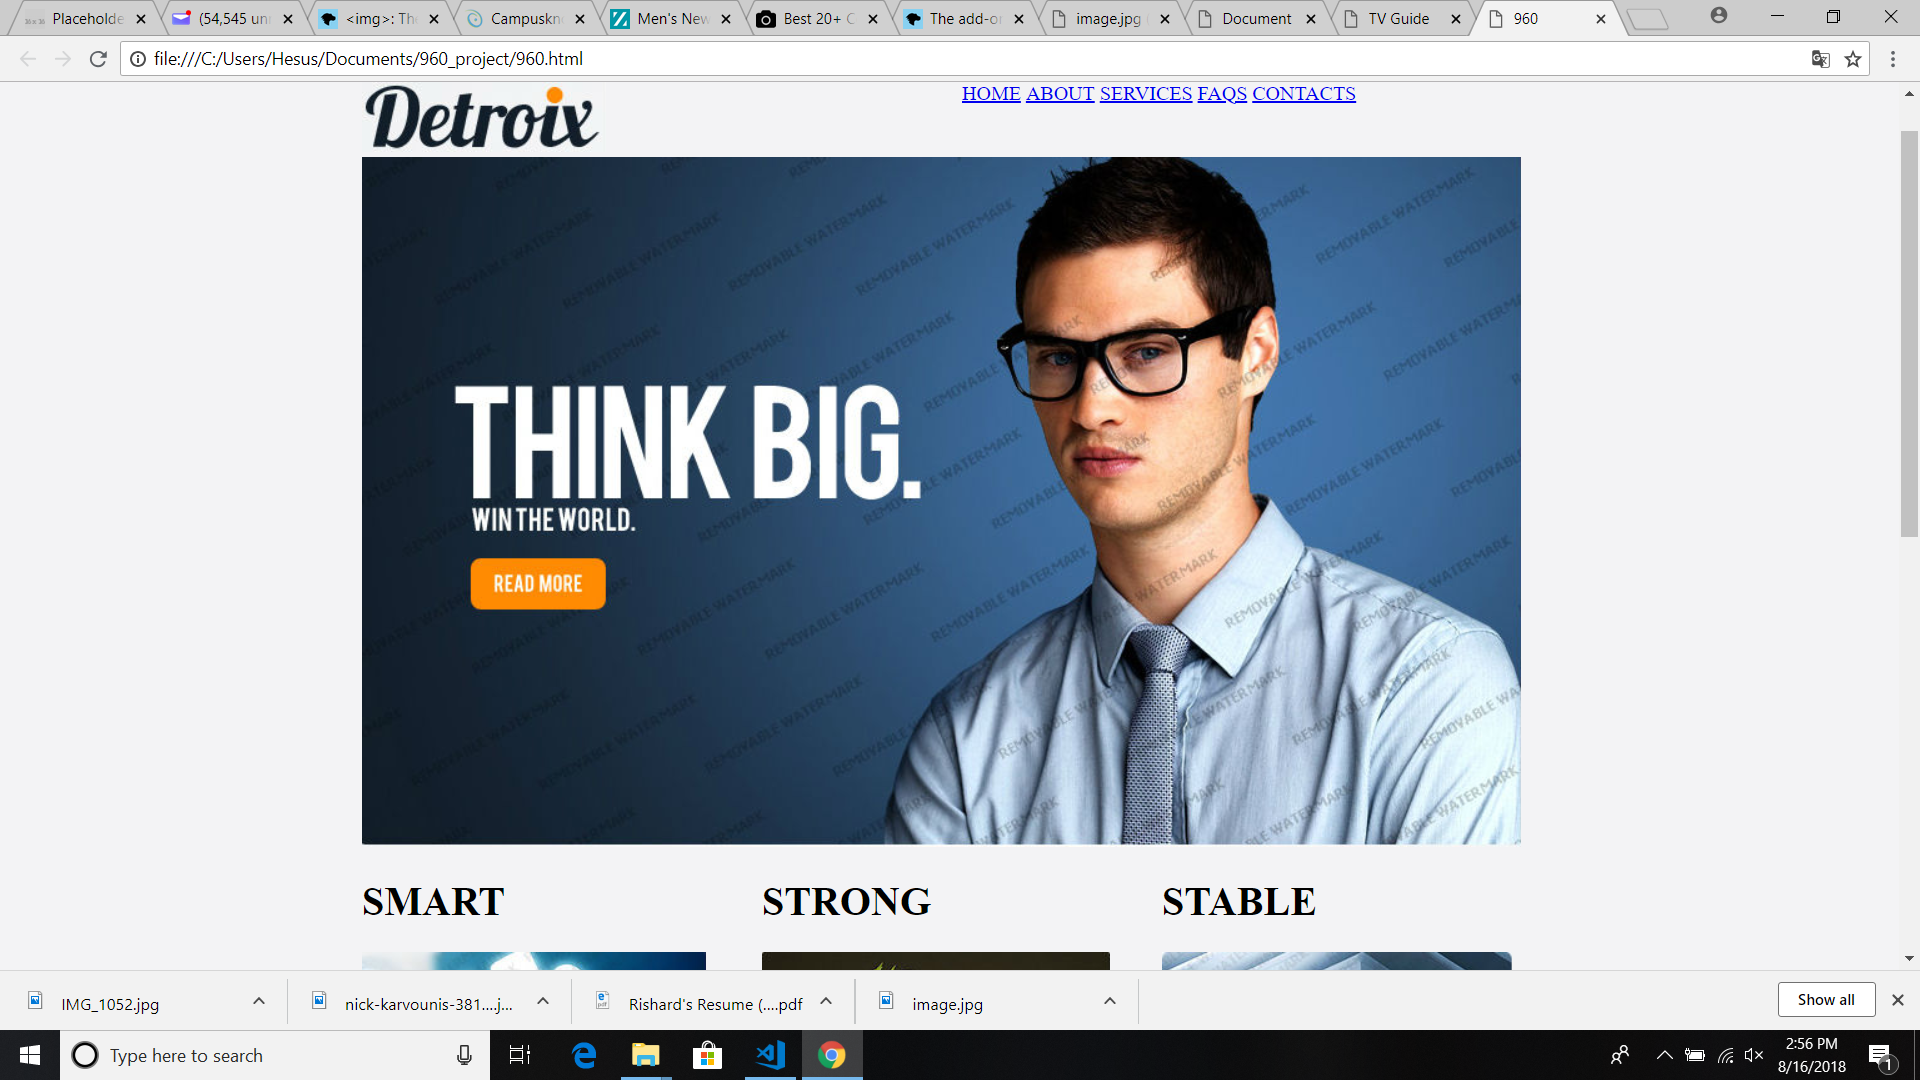 Placeholde
(54,545 un
<img>: Th
Campuskn
Men's New
Best 20+ C
The add-o
image.jpg
Document
TV Guide
960
file:///C:/Users/Hesus/Documents/960_project/960.html
Detroix
HOME ABOUT SERVICES FAQS CONTACTS
REMOVABLE WATERMARK
THINK BIG.
WIN THE WORLD.
READ MORE
SMART
STRONG
STABLE
IMG_1052.jpg
nick-karvounis-381....j...
Rishard's Resume (....pdf
image.jpg
Show all
Type here to search
2:56 PM
8/16/2018
1